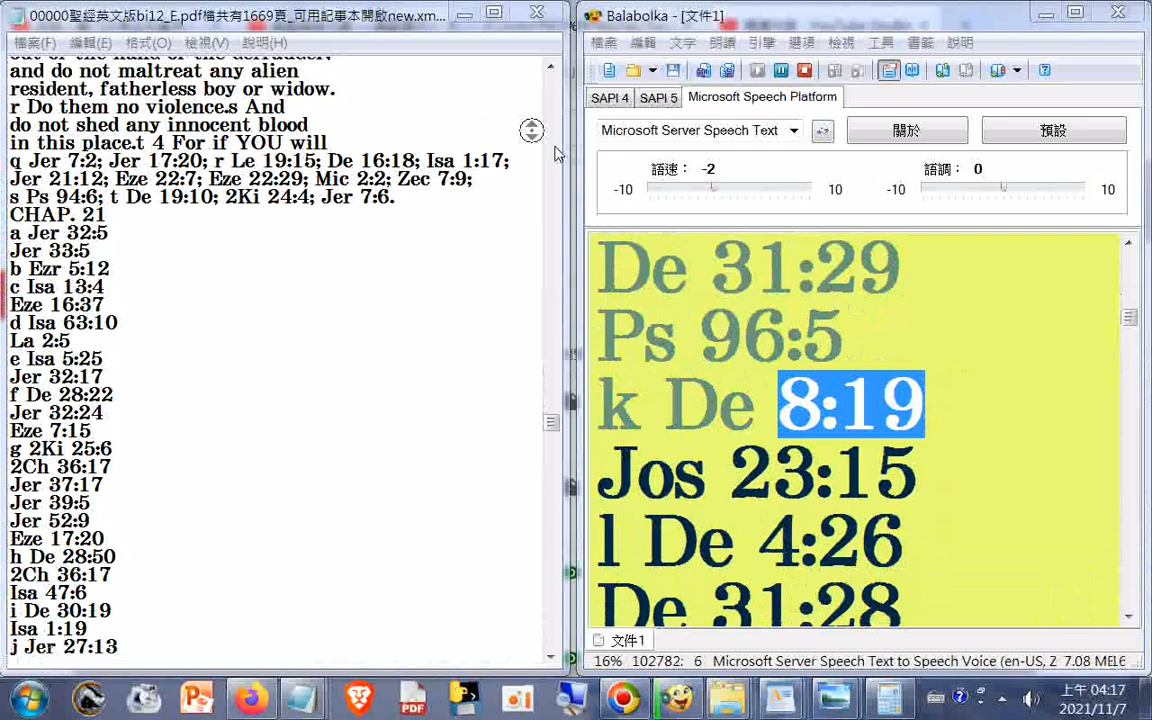 00000聖經英文版bi12_E.pdf檔共有1669頁_可用記事本開啟new.xm...
檔案(F) 編輯(E) 格式(O) 檢視(V) 說明(H)
and do not maltreat any alien
resident, fatherless boy or widow.
r Do them no violence.s And
do not shed any innocent blood
in this place.t 4 For if YOU will
q Jer 7:2; Jer 17:20; r Le 19:15; De 16:18; Isa 1:17;
Jer 21:12; Eze 22:7; Eze 22:29; Mic 2:2; Zec 7:9;
s Ps 94:6; t De 19:10; 2Ki 24:4; Jer 7:6.
CHAP. 21
a Jer 32:5
Jer 33:5
b Ezr 5:12
c Isa 13:4
Eze 16:37
d Isa 63:10
La 2:5
e Isa 5:25
Jer 32:17
f De 28:22
Jer 32:24
Eze 7:15
g 2Ki 25:6
2Ch 36:17
Jer 37:17
Jer 39:5
Jer 52:9
Eze 17:20
h De 28:50
2Ch 36:17
Isa 47:6
i De 30:19
Isa 1:19
j Jer 27:13
Balabolka - [文件1]
檔案 編輯 文字 朗讀 引擎 選項 檢視 工具 書籤 說明
SAPI 4 SAPI 5 Microsoft Speech Platform
Microsoft Server Speech Text 關於 預設
語速： -2 語調： 0
-10 10 -10 10
De 31:29
Ps 96:5
k De 8:19
Jos 23:15
l De 4:26
De 31:28
文件1
16% 102782: 6 Microsoft Server Speech Text to Speech Voice (en-US, Z 7.08 ME
上午 04:17
2021/11/7